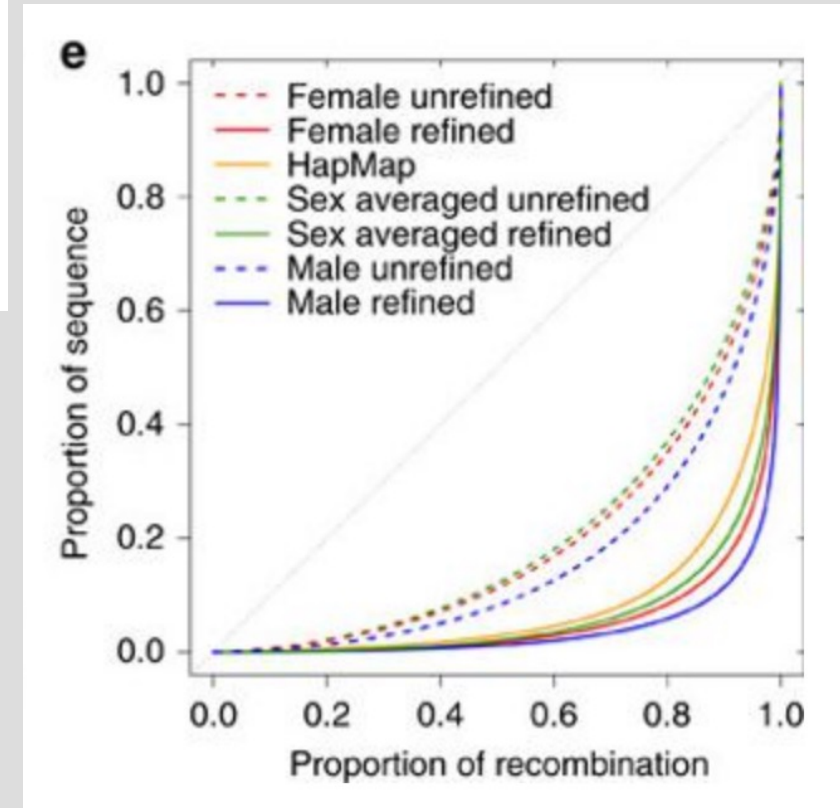 e
1.0
0.8
0.6
0.4
0.2
0.0
Proportion of sequence
Female unrefined
Female refined
HapMap
Sex averaged unrefined
Sex averaged refined
Male unrefined
Male refined
0.0 0.2 0.4 0.6 0.8 1.0
Proportion of recombination